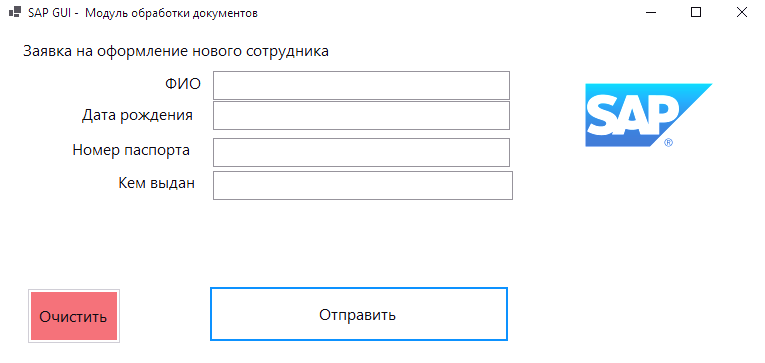 SAP GUI - Модуль обработки документов
Заявка на оформление нового сотрудника
ФИО
Дата рождения
SAP®
Номер паспорта
Кем выдан
Очистить
Отправить